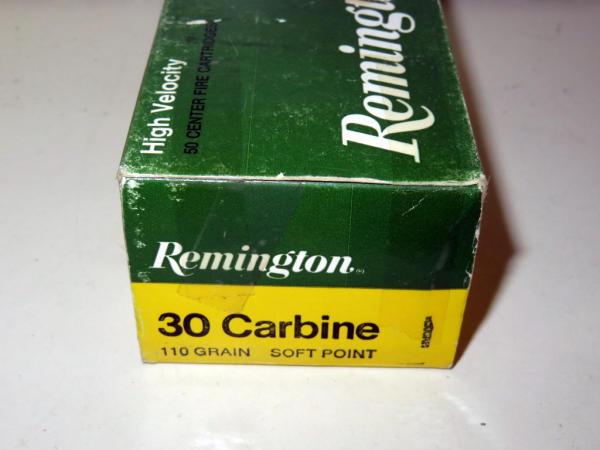 High Velocity
50 CENTER FIRE CARTRIDGES
Remington
Remington
30 Carbine
110 GRAIN SOFT POINT